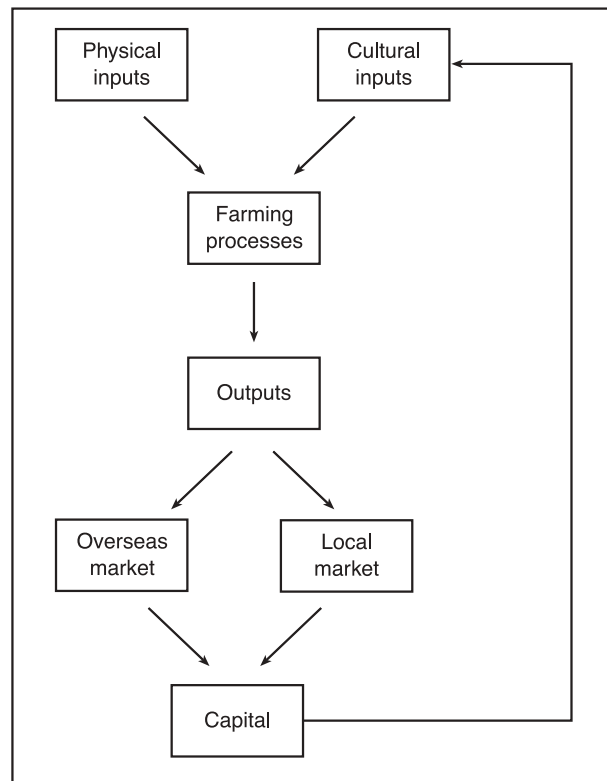 Physical
inputs
Cultural
inputs
Farming
processes
Outputs
Overseas
market
Local
market
Capital